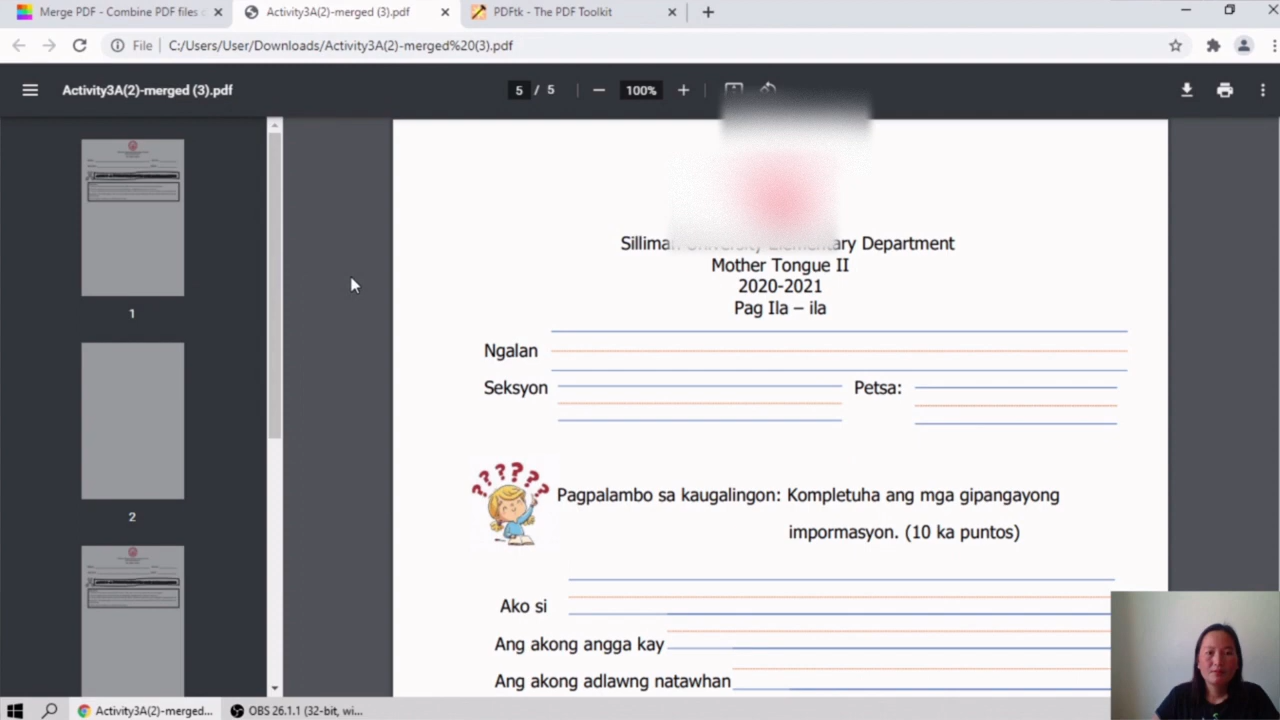 Merge PDF - Combine PDF files
Activity3A(2)-merged (3).pdf
PDFtk - The PDF Toolkit
File
C:/Users/User/Downloads/Activity3A(2)-merged%20(3).pdf
Activity3A(2)-merged (3).pdf
5 / 5
100%
1
2
Silliman University Elementary Department
Mother Tongue II
2020-2021
Pag Ila – ila
Ngalan
Seksyon
Petsa:
Pagpalambo sa kaugalingon: Kompletuha ang mga gipangayong
impormasyon. (10 ka puntos)
Ako si
Ang akong angga kay
Ang akong adlawng natawhan
Activity3A(2)-merged...
OBS 26.1.1 (32-bit, wi...